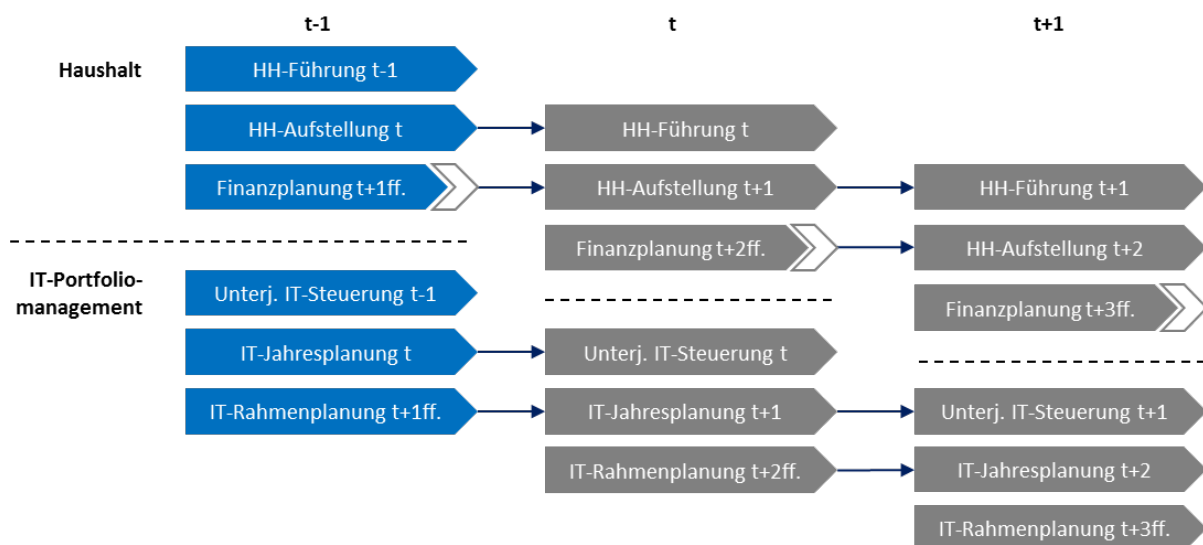 t-1
t
t+1
Haushalt
HH-Führung t-1
HH-Aufstellung t
HH-Führung t
Finanzplanung t+1ff.
HH-Aufstellung t+1
HH-Führung t+1
Finanzplanung t+2ff.
HH-Aufstellung t+2
IT-Portfolio-
management
Unterj. IT-Steuerung t-1
Finanzplanung t+3ff.
IT-Jahresplanung t
Unterj. IT-Steuerung t
IT-Rahmenplanung t+1ff.
IT-Jahresplanung t+1
Unterj. IT-Steuerung t+1
IT-Rahmenplanung t+2ff.
IT-Jahresplanung t+2
IT-Rahmenplanung t+3ff.